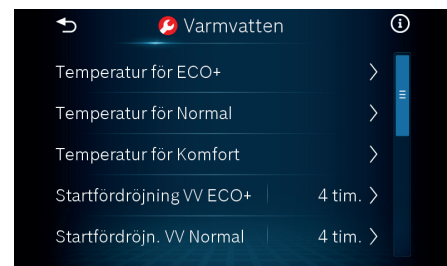 Varmvatten
Temperatur för ECO+
Temperatur för Normal
Temperatur för Komfort
Startfördröjning VV ECO+ 4 tim.
Startfördröjn. VV Normal 4 tim.